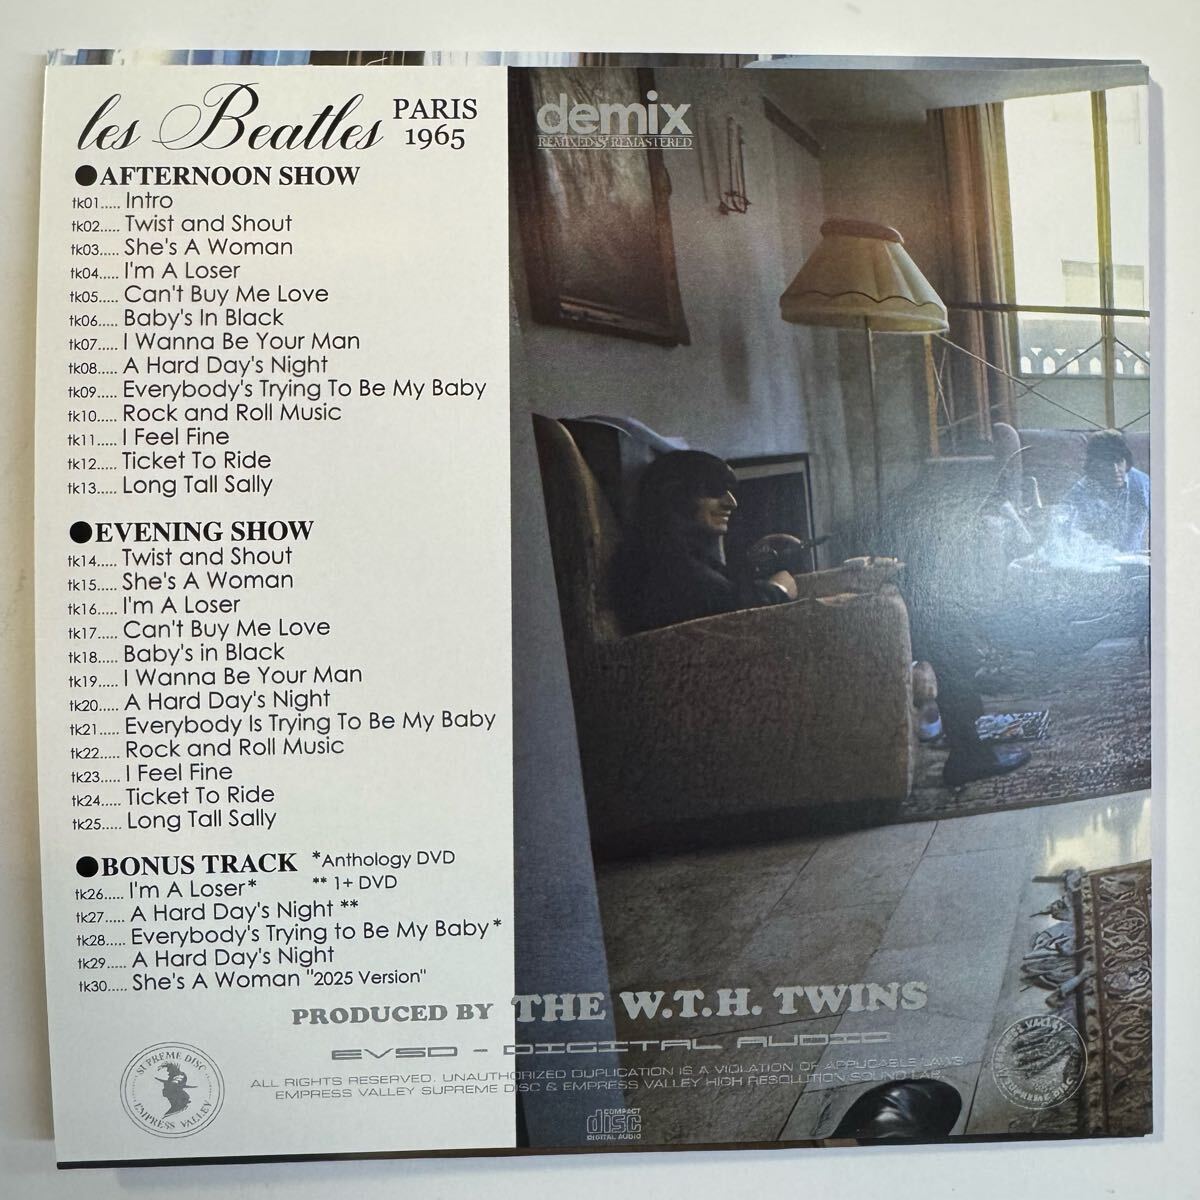 les Beatles PARIS 1965
●AFTERNOON SHOW
tk01..... Intro
tk02..... Twist and Shout
tk03..... She's A Woman
tk04..... I'm A Loser
tk05..... Can't Buy Me Love
tk06..... Baby's In Black
tk07..... I Wanna Be Your Man
tk08..... A Hard Day's Night
tk09..... Everybody's Trying To Be My Baby
tk10..... Rock and Roll Music
tk11..... I Feel Fine
tk12..... Ticket To Ride
tk13..... Long Tall Sally
●EVENING SHOW
tk14..... Twist and Shout
tk15..... She's A Woman
tk16..... I'm A Loser
tk17..... Can't Buy Me Love
tk18..... Baby's in Black
tk19..... I Wanna Be Your Man
tk20..... A Hard Day's Night
tk21..... Everybody Is Trying To Be My Baby
tk22..... Rock and Roll Music
tk23..... I Feel Fine
tk24..... Ticket To Ride
tk25..... Long Tall Sally
●BONUS TRACK *Anthology DVD
** 1+ DVD
tk26..... I'm A Loser*
tk27..... A Hard Day's Night **
tk28..... Everybody's Trying to Be My Baby*
tk29..... A Hard Day's Night
tk30..... She's A Woman "2025 Version"
demix
REMIXED & REMASTERED
PRODUCED BY THE W.T.H. TWINS
EVSD - DIGITAL AUDIO
ALL RIGHTS RESERVED. UNAUTHORIZED DUPLICATION IS A VIOLATION OF APPLICABLE LAWS.
EMPRESS VALLEY SUPREME DISC & EMPRESS VALLEY HIGH RESOLUTION SOUND LAB.
SUPREME DISC
EMPRESS VALLEY
VALLEY
SUPREME DISC
COMPACT
disc
DIGITAL AUDIO